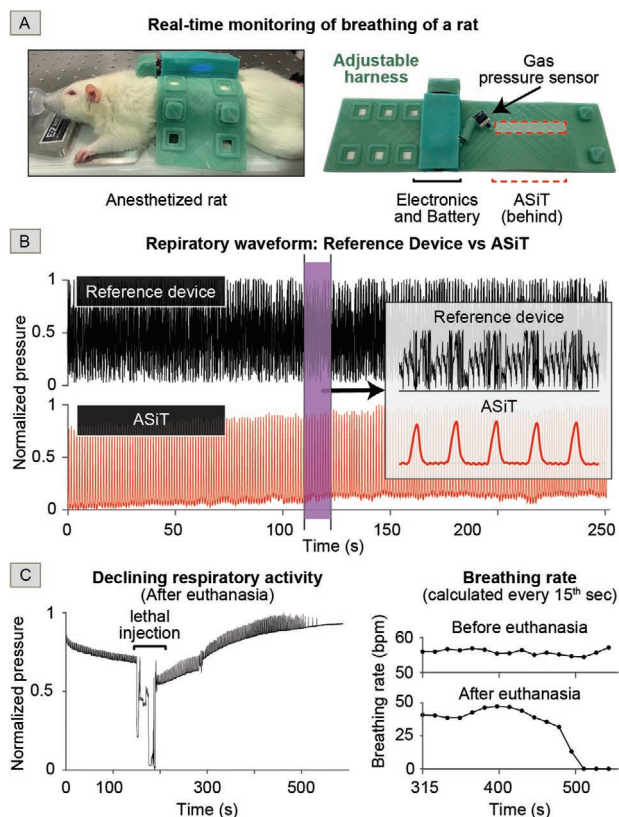 A
Real-time monitoring of breathing of a rat
Adjustable
harness
Gas
pressure sensor
Anesthetized rat
Electronics
and Battery
ASiT
(behind)
B
Repiratory waveform: Reference Device vs ASiT
Normalized pressure
1
0.5
0
Reference device
1
0.5
0
ASiT
Reference device
ASiT
0
50
100
150
200
250
Time (s)
C
Declining respiratory activity
(After euthanasia)
lethal
injection
Normalized pressure
1
0.5
0
0
100
300
500
Time (s)
Breathing rate
(calculated every 15th sec)
Before euthanasia
Breathing rate (bpm)
60
50
After euthanasia
50
25
0
315
400
500
Time (s)